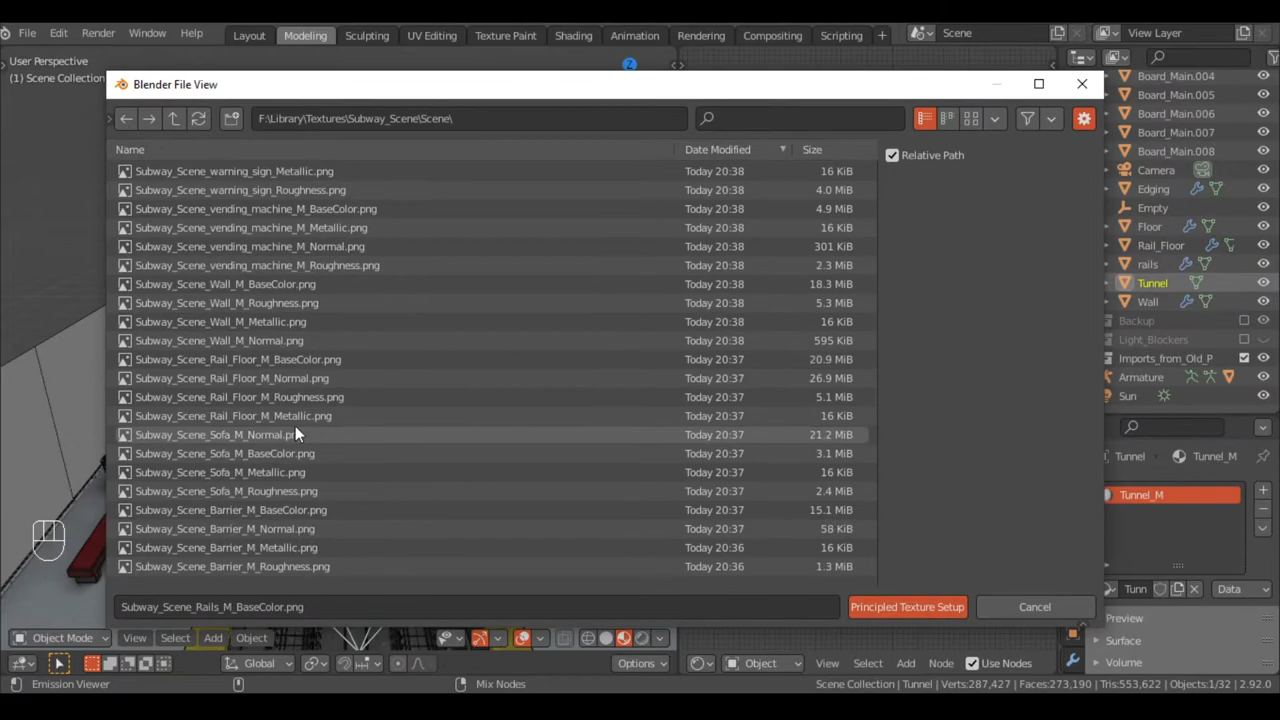 File Edit Render Window Help Layout Modeling Sculpting UV Editing Texture Paint Shading Animation Rendering Compositing Scripting + Scene View Layer
User Perspective
(1) Scene Collection
Z
Blender File View
F:\Library\Textures\Subway_Scene\Scene\
Name Date Modified Size
Relative Path
Subway_Scene_warning_sign_Metallic.png Today 20:38 16 KiB
Subway_Scene_warning_sign_Roughness.png Today 20:38 4.0 MiB
Subway_Scene_vending_machine_M_BaseColor.png Today 20:38 4.9 MiB
Subway_Scene_vending_machine_M_Metallic.png Today 20:38 16 KiB
Subway_Scene_vending_machine_M_Normal.png Today 20:38 301 KiB
Subway_Scene_vending_machine_M_Roughness.png Today 20:38 2.3 MiB
Subway_Scene_Wall_M_BaseColor.png Today 20:38 18.3 MiB
Subway_Scene_Wall_M_Roughness.png Today 20:38 5.3 MiB
Subway_Scene_Wall_M_Metallic.png Today 20:38 16 KiB
Subway_Scene_Wall_M_Normal.png Today 20:38 595 KiB
Subway_Scene_Rail_Floor_M_BaseColor.png Today 20:37 20.9 MiB
Subway_Scene_Rail_Floor_M_Normal.png Today 20:37 26.9 MiB
Subway_Scene_Rail_Floor_M_Roughness.png Today 20:37 5.1 MiB
Subway_Scene_Rail_Floor_M_Metallic.png Today 20:37 16 KiB
Subway_Scene_Sofa_M_Normal.pn Today 20:37 21.2 MiB
Subway_Scene_Sofa_M_BaseColor.png Today 20:37 3.1 MiB
Subway_Scene_Sofa_M_Metallic.png Today 20:37 16 KiB
Subway_Scene_Sofa_M_Roughness.png Today 20:37 2.4 MiB
Subway_Scene_Barrier_M_BaseColor.png Today 20:37 15.1 MiB
Subway_Scene_Barrier_M_Normal.png Today 20:37 58 KiB
Subway_Scene_Barrier_M_Metallic.png Today 20:36 16 KiB
Subway_Scene_Barrier_M_Roughness.png Today 20:36 1.3 MiB
Subway_Scene_Rails_M_BaseColor.png Principled Texture Setup Cancel
Board_Main.004
Board_Main.005
Board_Main.006
Board_Main.007
Board_Main.008
Camera
Edging
Empty
Floor
Rail_Floor
rails
Tunnel
Wall
Backup
Light_Blockers
Imports_from_Old_P
Armature
Sun
Tunnel Tunnel_M
Tunnel_M
Tunn Data
Preview
Surface
Volume
Object Mode View Select Add Object
Global Options Object View Select Add Node Use Nodes
Emission Viewer Mix Nodes Scene Collection | Tunnel | Verts:287,427 | Faces:273,190 | Tris:553,622 | Objects:1/32 | 2.92.0